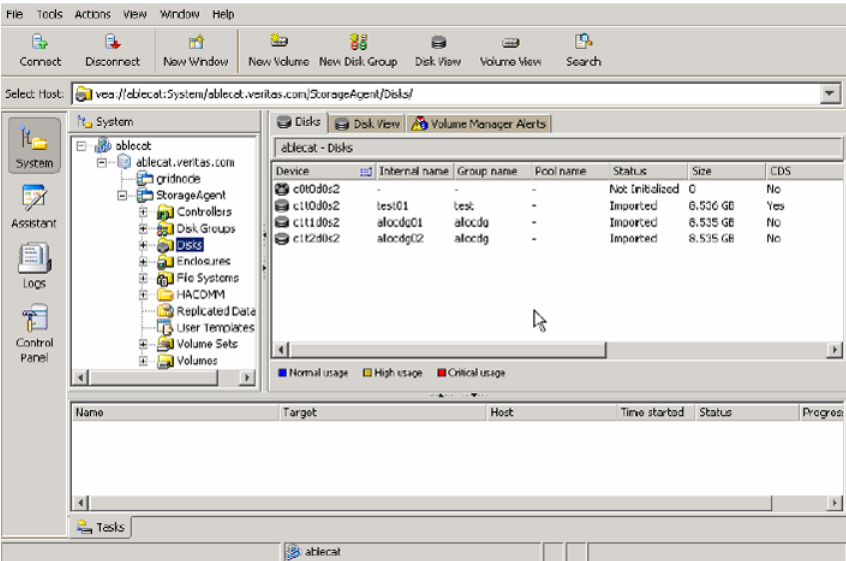 File Tools Actions View Window Help
Connect Disconnect New Window New Volume New Disk Group Disk View Volume View Search
Select Host: vea://ablecat:System/ablecat.veritas.com/StorageAgent/Disks/
System
Assistant
Logs
Control
Panel
System
ablecat
ablecat.veritas.com
gridnode
StorageAgent
Controllers
Disk Groups
Disks
Enclosures
File Systems
HACOMM
Replicated Data
User Templates
Volume Sets
Volumes
Disks Disk View Volume Manager Alerts
ablecat - Disks
Device Internal name Group name Pool name Status Size CDS
c0t0d0s2 - - - Not Initialized 0 No
c1t0d0s2 test01 test - Imported 8.536 GB Yes
c1t1d0s2 alocdg01 alocdg - Imported 8.535 GB No
c1t2d0s2 alocdg02 alocdg - Imported 8.535 GB No
Normal usage High usage Critical usage
Name Target Host Time started Status Progres
Tasks
ablecat